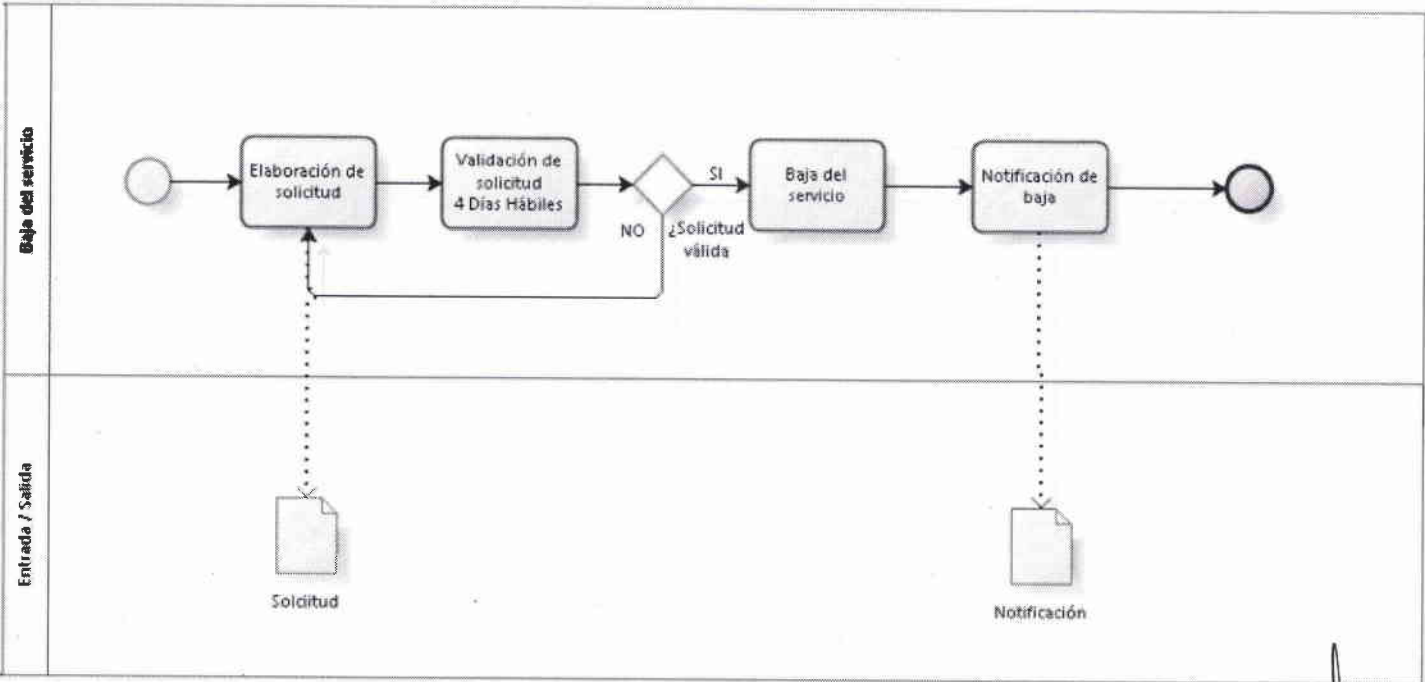 Baja del servicio
Elaboración de
solicitud
Validación de
solicitud
4 Días Hábiles
SI
NO
¿Solicitud
válida
Baja del
servicio
Notificación de
baja
Entrada / Salida
Solciitud
Notificación